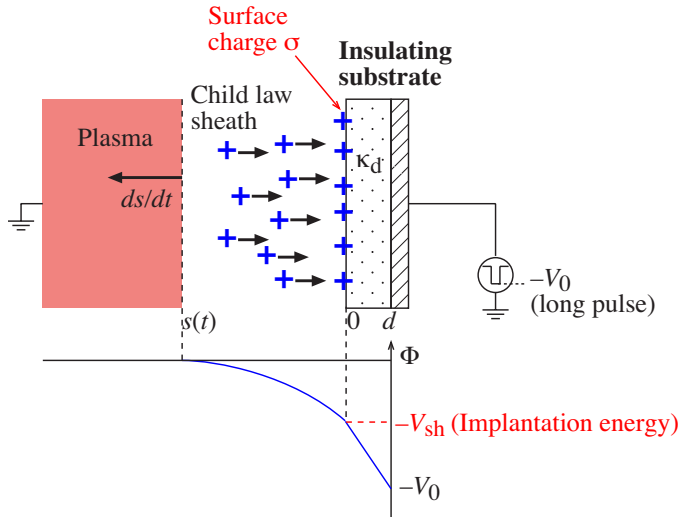 Surface
charge σ
Insulating
substrate
Child law
sheath
Plasma
κd
ds/dt
−V0
(long pulse)
s(t)
0
d
Φ
−Vsh (Implantation energy)
−V0